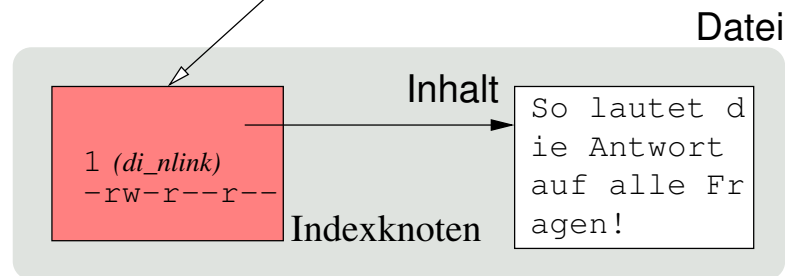 Datei
Inhalt
So lautet d
ie Antwort
auf alle Fr
agen!
1 (di_nlink)
-rw-r--r--
Indexknoten